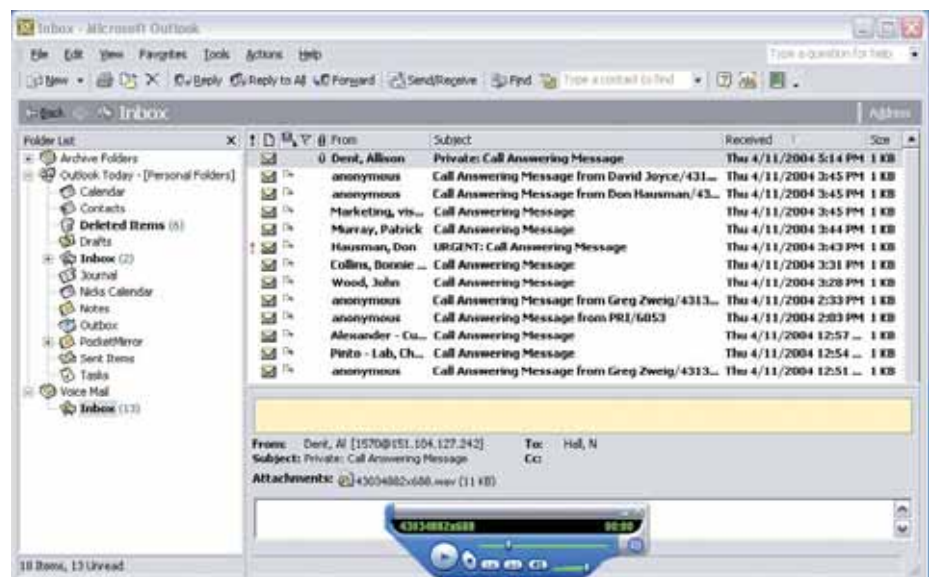 Inbox - Microsoft Outlook
File Edit View Favorites Tools Actions Help Type a question for help
New Reply Reply to All Forward Send/Receive Find Type a contact to find
Back Inbox Address
Folder List X
Archive Folders
Outlook Today - [Personal Folders]
Calendar
Contacts
Deleted Items (6)
Drafts
Inbox (2)
Journal
Nicks Calendar
Notes
Outbox
PocketMirror
Sent Items
Tasks
Voice Mail
Inbox (13)
From Subject Received Size
Dent, Allison Private: Call Answering Message Thu 4/11/2004 5:14 PM 1 KB
anonymous Call Answering Message from David Joyce/431... Thu 4/11/2004 3:45 PM 1 KB
anonymous Call Answering Message from Don Hausman/43... Thu 4/11/2004 3:45 PM 1 KB
Marketing, vis... Call Answering Message Thu 4/11/2004 3:45 PM 1 KB
Murray, Patrick Call Answering Message Thu 4/11/2004 3:44 PM 1 KB
! Hausman, Don URGENT: Call Answering Message Thu 4/11/2004 3:43 PM 1 KB
Collins, Bonnie ... Call Answering Message Thu 4/11/2004 3:31 PM 1 KB
Wood, John Call Answering Message Thu 4/11/2004 3:28 PM 1 KB
anonymous Call Answering Message from Greg Zweig/4313... Thu 4/11/2004 2:33 PM 1 KB
anonymous Call Answering Message from PRI/6053 Thu 4/11/2004 2:03 PM 1 KB
Alexander - Cu... Call Answering Message Thu 4/11/2004 12:57 ... 1 KB
Pinto - Lab, Ch... Call Answering Message Thu 4/11/2004 12:54 ... 1 KB
anonymous Call Answering Message from Greg Zweig/4313... Thu 4/11/2004 12:51 ... 1 KB
From: Dent, Al [1570@151.104.127.242] To: Hall, N
Subject: Private: Call Answering Message Cc:
Attachments: 43034882x688.wav (11 KB)
43034882x688 00:00
18 Items, 13 Unread